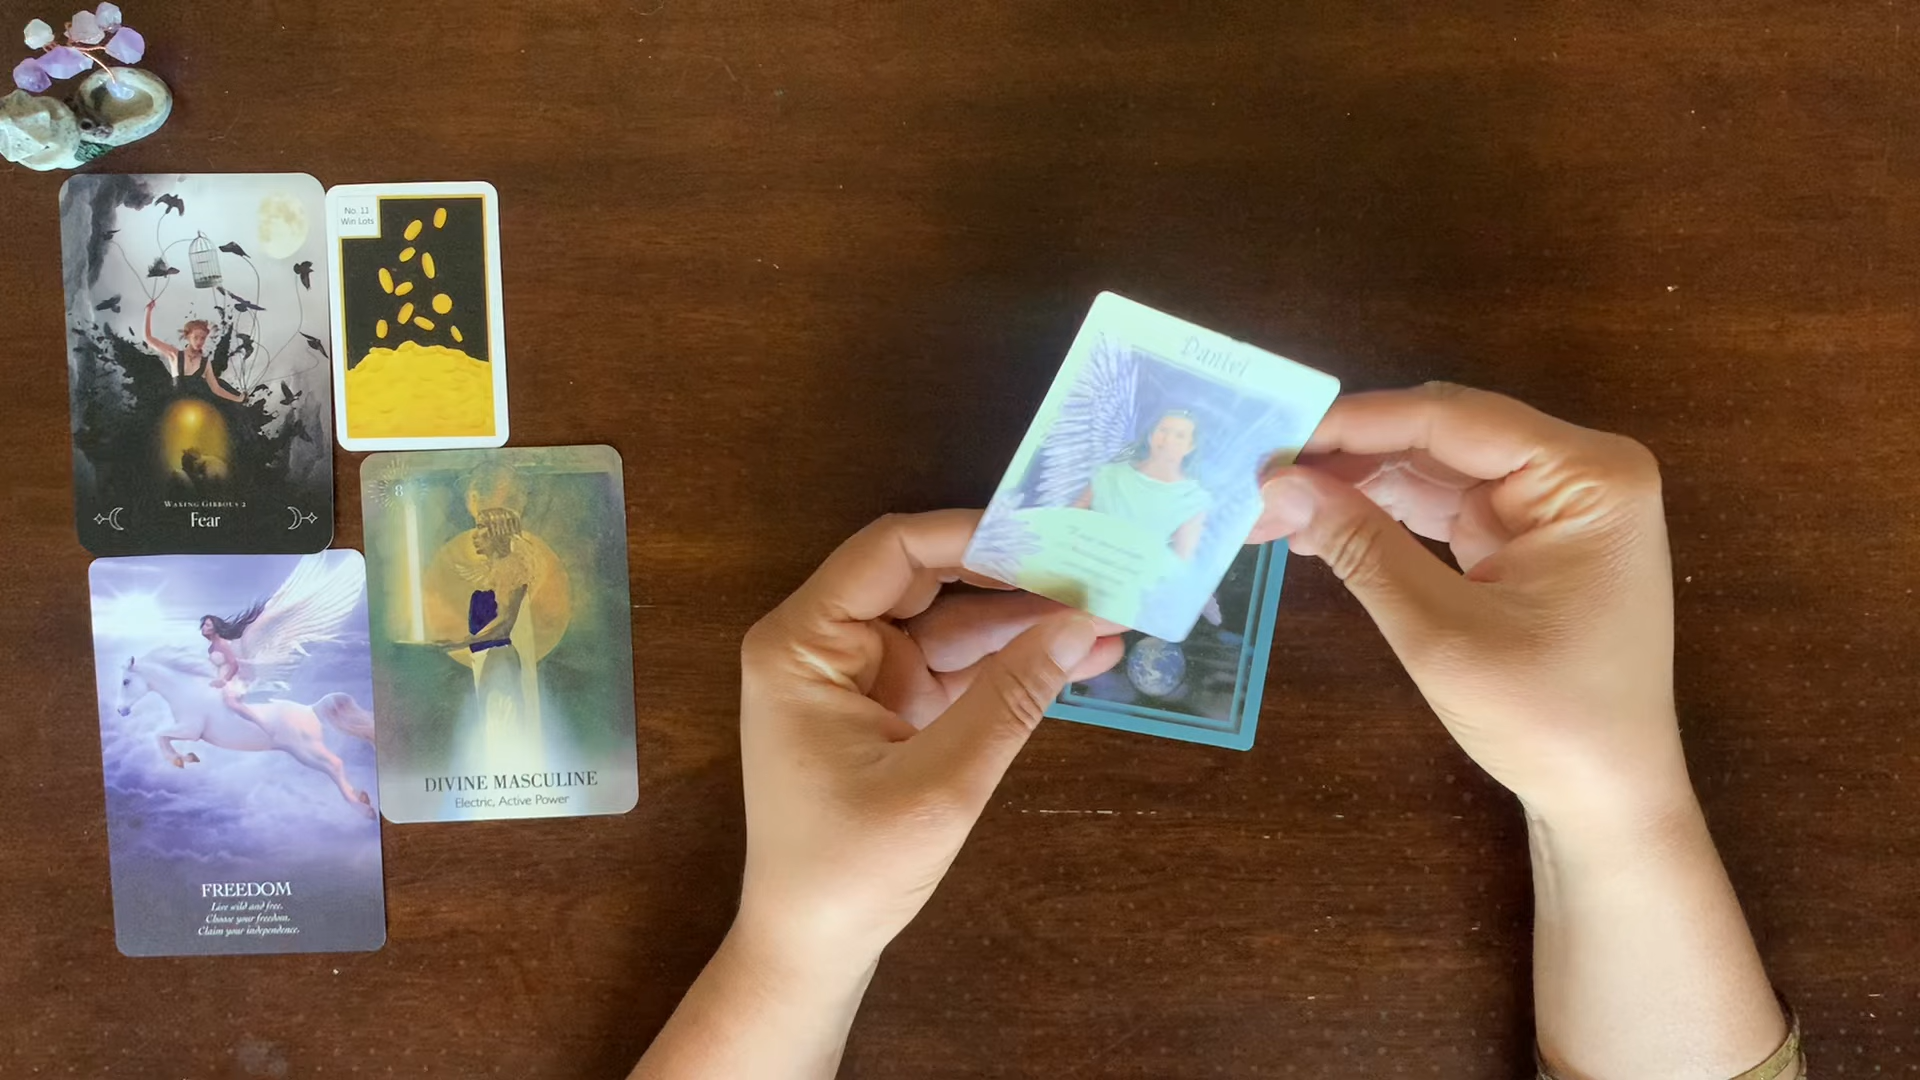 No. 11
Win Lots
WAXING GIBBOUS 2
Fear
8
DIVINE MASCULINE
Electric, Active Power
FREEDOM
Live wild and free.
Choose your freedom.
Claim your independence.
Daniel